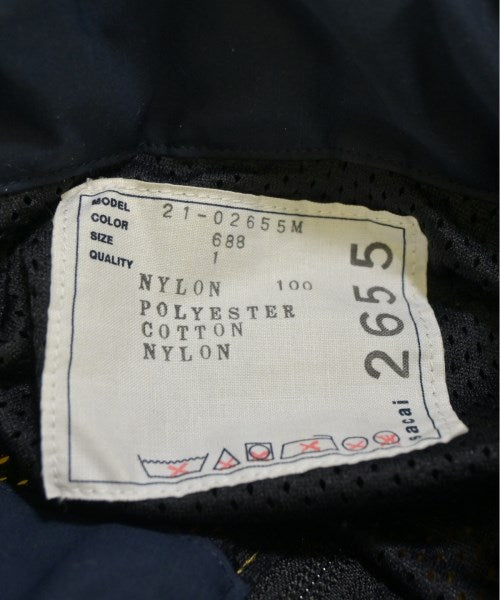 MODEL 21-02655M
COLOR 688
SIZE 1
QUALITY
NYLON 100
POLYESTER
COTTON
NYLON
2655
sacai